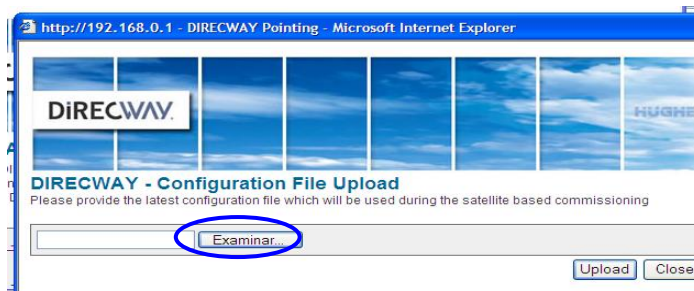 http://192.168.0.1 - DIRECWAY Pointing - Microsoft Internet Explorer
DiRECWAY.
HUGHE
DIRECWAY - Configuration File Upload
Please provide the latest configuration file which will be used during the satellite based commissioning
Examinar...
Upload Close